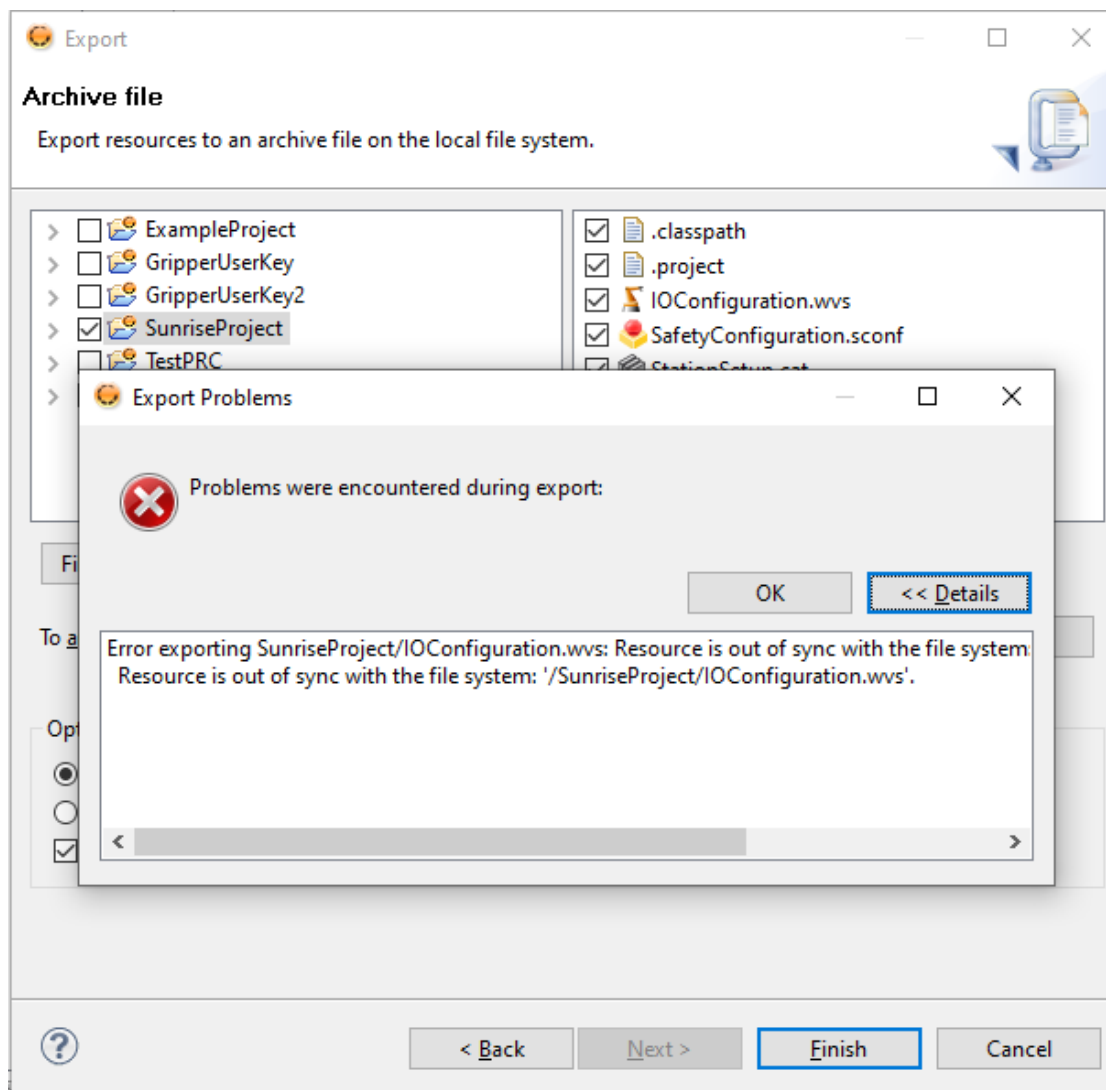 Export
Archive file
Export resources to an archive file on the local file system.
ExampleProject
GripperUserKey
GripperUserKey2
SunriseProject
TestPRC
.classpath
.project
IOConfiguration.wvs
SafetyConfiguration.sconf
Export Problems
Problems were encountered during export:
OK
<< Details
Error exporting SunriseProject/IOConfiguration.wvs: Resource is out of sync with the file system:
Resource is out of sync with the file system: '/SunriseProject/IOConfiguration.wvs'.
Fi
To a
Opt
< Back
Next >
Finish
Cancel